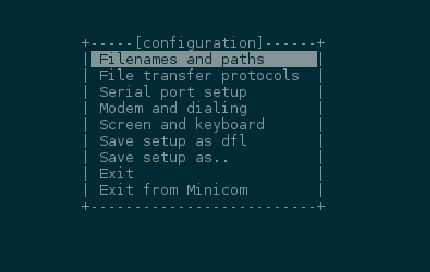 +-----[configuration]------+
| Filenames and paths      |
| File transfer protocols  |
| Serial port setup        |
| Modem and dialing        |
| Screen and keyboard      |
| Save setup as dfl        |
| Save setup as..          |
| Exit                     |
| Exit from Minicom        |
+--------------------------+